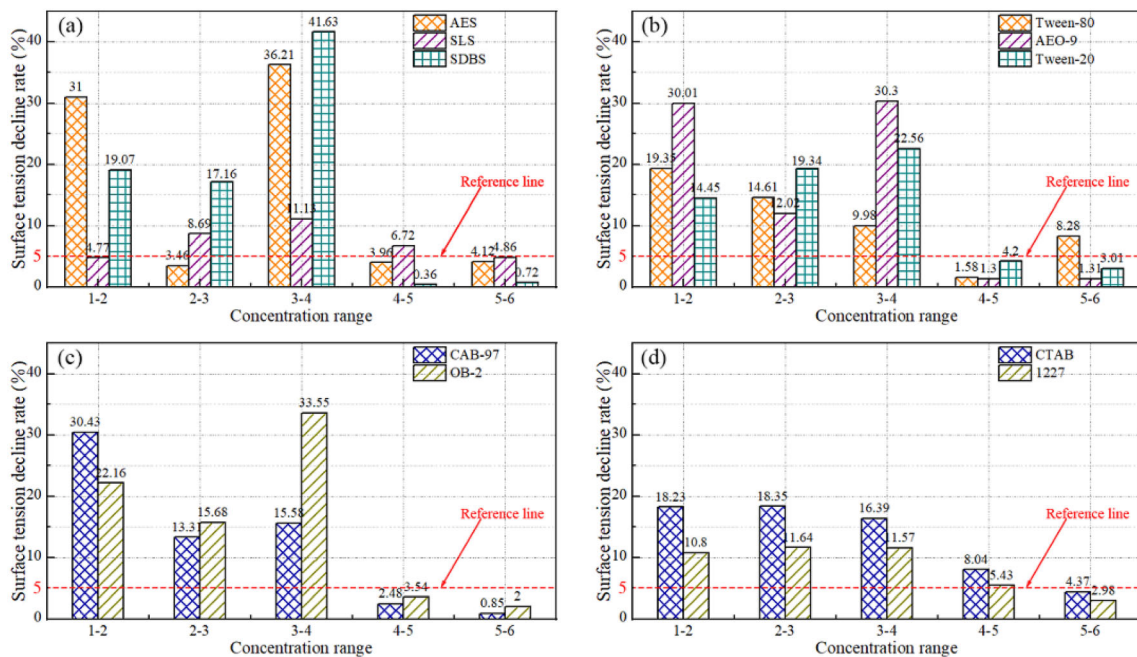 (a)
AES
SLS
SDBS
Surface tension decline rate (%)
40
30
20
10
5
0
31
4.77
19.07
3.46
8.69
17.16
36.21
11.13
41.63
3.96
6.72
0.36
4.12
4.86
0.72
Reference line
1-2 2-3 3-4 4-5 5-6
Concentration range
(b)
Tween-80
AEO-9
Tween-20
Surface tension decline rate (%)
40
30
20
10
5
0
19.35
30.01
14.45
14.61
12.02
19.34
9.98
30.3
22.56
1.58
1.3
4.2
8.28
1.31
3.01
Reference line
1-2 2-3 3-4 4-5 5-6
Concentration range
(c)
CAB-97
OB-2
Surface tension decline rate (%)
40
30
20
10
5
0
30.43
22.16
13.31
15.68
15.58
33.55
2.48
3.54
0.85
2
Reference line
1-2 2-3 3-4 4-5 5-6
Concentration range
(d)
CTAB
1227
Surface tension decline rate (%)
40
30
20
10
5
0
18.23
10.8
18.35
11.64
16.39
11.57
8.04
5.43
4.37
2.98
Reference line
1-2 2-3 3-4 4-5 5-6
Concentration range